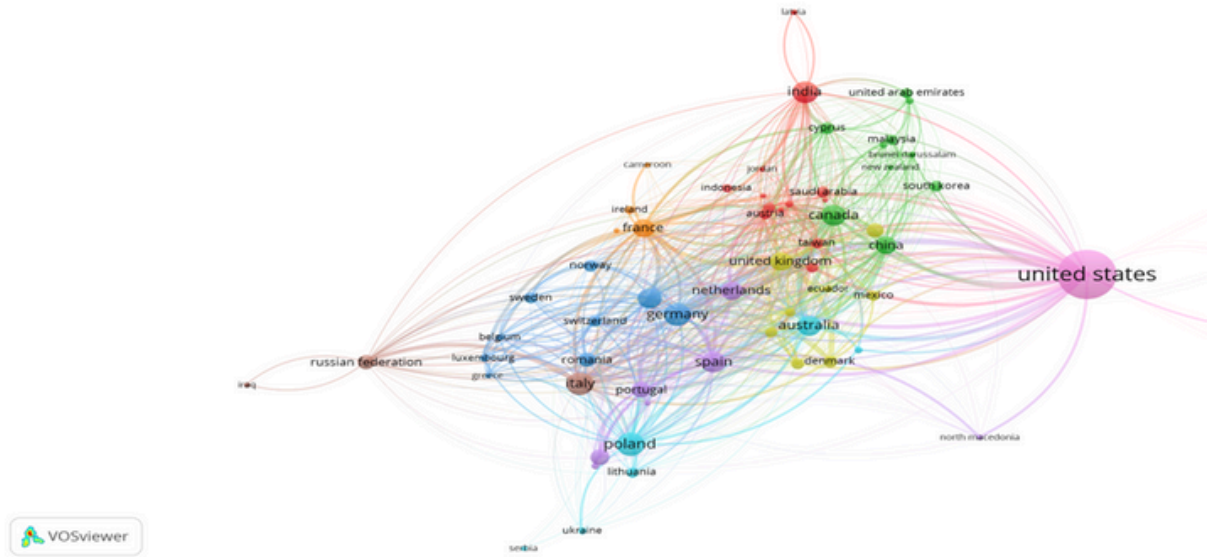 latvia
india
united arab emirates
cyprus
malaysia
brunei darussalam
cameroon
jordan
new zealand
indonesia
saudi arabia
south korea
ireland
austria
canada
france
taiwan
china
norway
united kingdom
united states
sweden
netherlands
ecuador
mexico
switzerland
germany
australia
belgium
russian federation
luxembourg
romania
spain
denmark
greece
iraq
italy
portugal
poland
north macedonia
lithuania
ukraine
VOSviewer
serbia